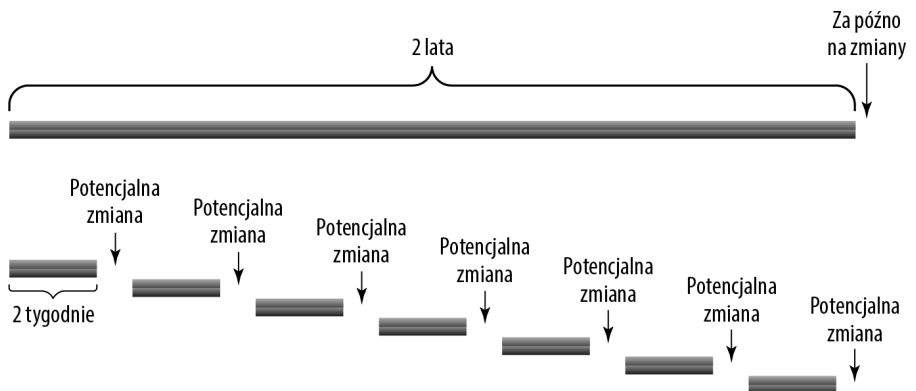 Za późno
na zmiany
2 lata
Potencjalna
zmiana
Potencjalna
zmiana
Potencjalna
zmiana
Potencjalna
zmiana
Potencjalna
zmiana
Potencjalna
zmiana
Potencjalna
zmiana
2 tygodnie